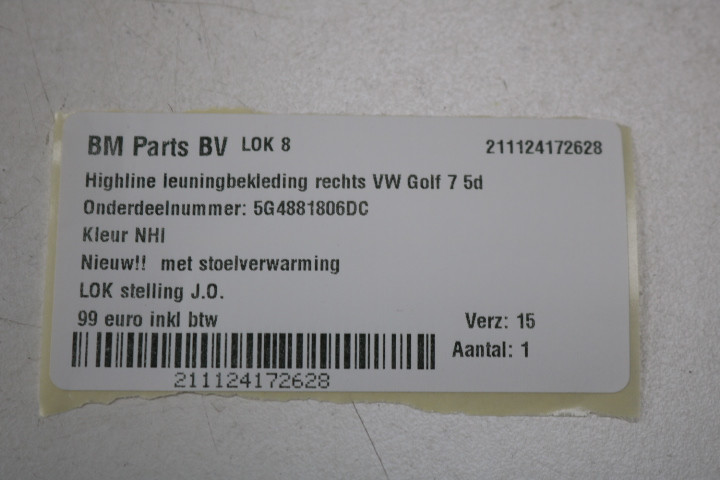 BM Parts BV LOK 8 211124172628
Highline leuningbekleding rechts VW Golf 7 5d
Onderdeelnummer: 5G4881806DC
Kleur NHI
Nieuw!! met stoelverwarming
LOK stelling J.O.
99 euro inkl btw Verz: 15
Aantal: 1
211124172628